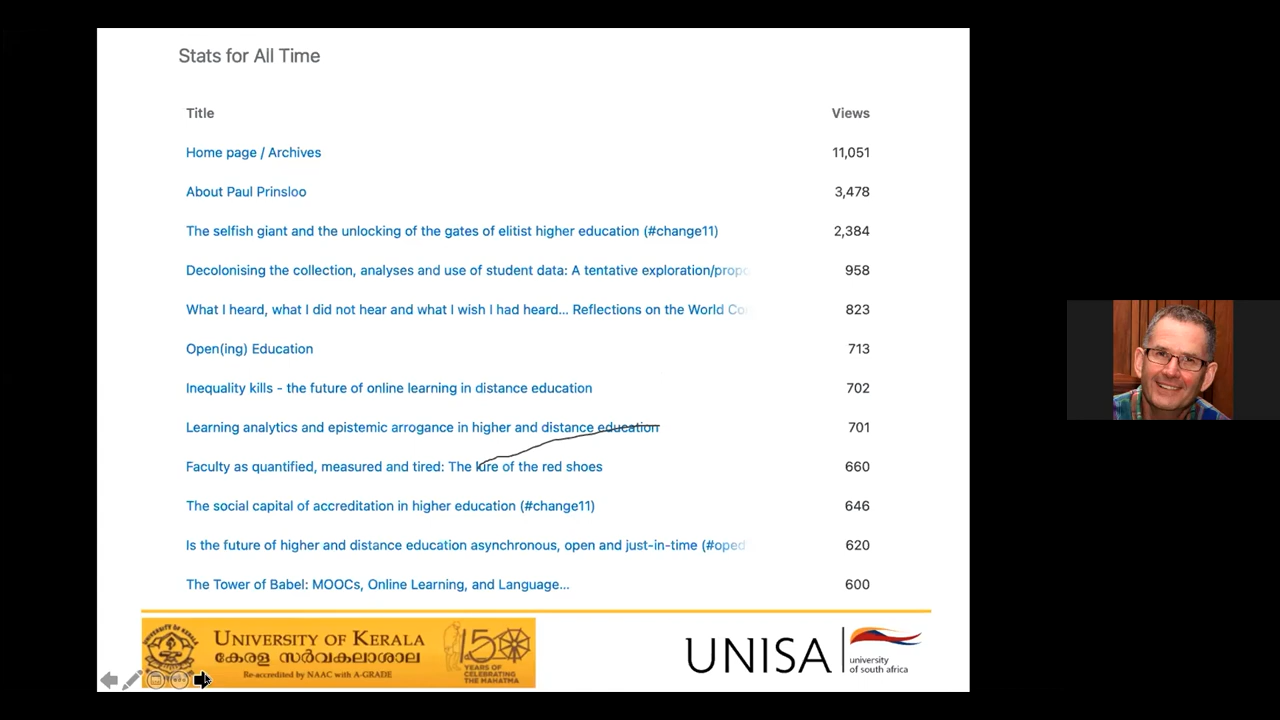 Stats for All Time
Title Views
Home page / Archives 11,051
About Paul Prinsloo 3,478
The selfish giant and the unlocking of the gates of elitist higher education (#change11) 2,384
Decolonising the collection, analyses and use of student data: A tentative exploration/propo 958
What I heard, what I did not hear and what I wish I had heard... Reflections on the World Co 823
Open(ing) Education 713
Inequality kills - the future of online learning in distance education 702
Learning analytics and epistemic arrogance in higher and distance education 701
Faculty as quantified, measured and tired: The lure of the red shoes 660
The social capital of accreditation in higher education (#change11) 646
Is the future of higher and distance education asynchronous, open and just-in-time (#oped 620
The Tower of Babel: MOOCs, Online Learning, and Language... 600
UNIVERSITY OF KERALA
കേരള സർവകലാശാല
Re-accredited by NAAC with A-GRADE
150
YEARS OF
CELEBRATING
THE MAHATMA
UNISA
university
of south africa